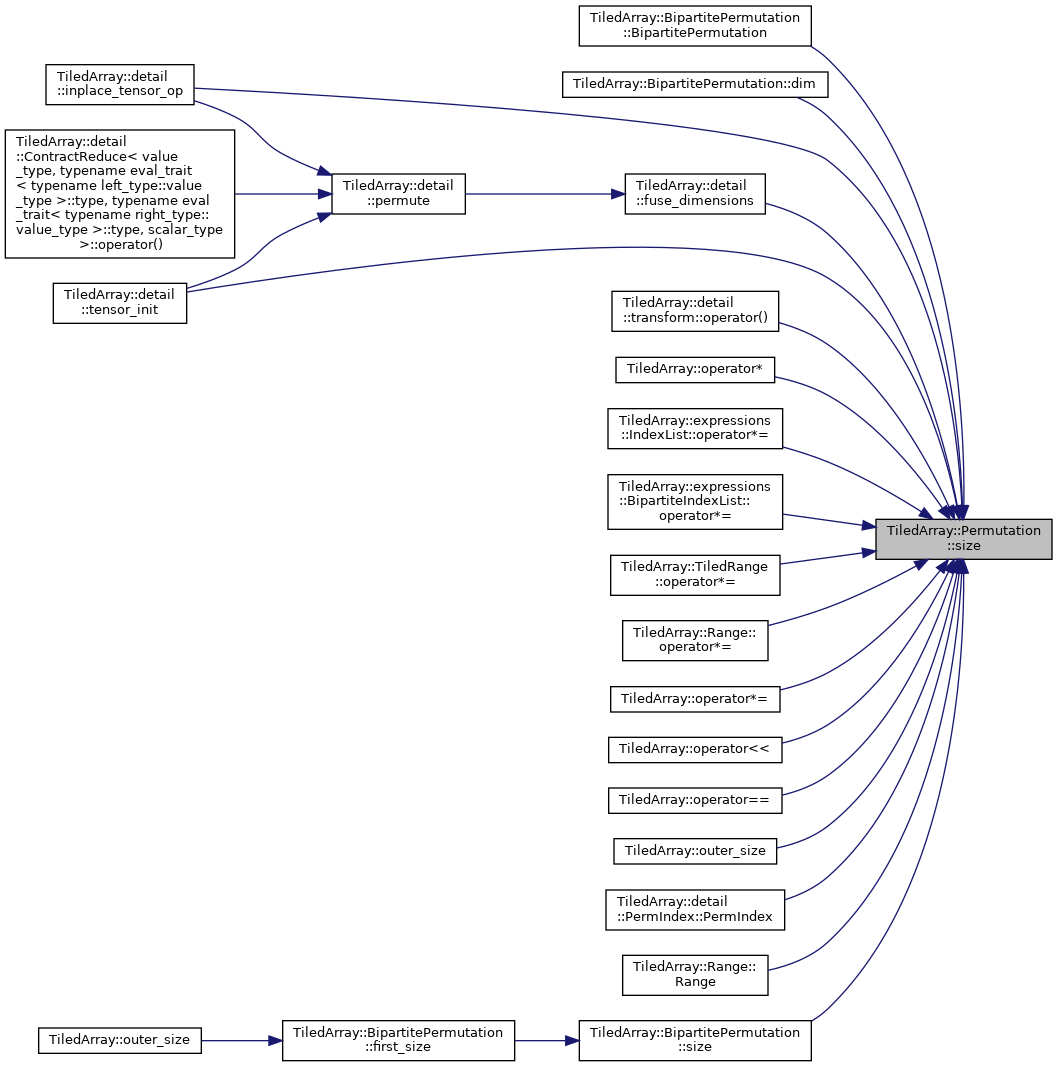 TiledArray::BipartitePermutation
::BipartitePermutation
TiledArray::BipartitePermutation::dim
TiledArray::detail
::inplace_tensor_op
TiledArray::detail
::ContractReduce< value
_type, typename eval_trait
< typename left_type::value
_type >::type, typename eval
_trait< typename right_type::
value_type >::type, scalar_type
>::operator()
TiledArray::detail
::tensor_init
TiledArray::detail
::permute
TiledArray::detail
::fuse_dimensions
TiledArray::detail
::transform::operator()
TiledArray::operator*
TiledArray::expressions
::IndexList::operator*=
TiledArray::expressions
::BipartiteIndexList::
operator*=
TiledArray::Permutation
::size
TiledArray::TiledRange
::operator*=
TiledArray::Range::
operator*=
TiledArray::operator*=
TiledArray::operator<<
TiledArray::operator==
TiledArray::outer_size
TiledArray::detail
::PermIndex::PermIndex
TiledArray::Range::
Range
TiledArray::outer_size
TiledArray::BipartitePermutation
::first_size
TiledArray::BipartitePermutation
::size